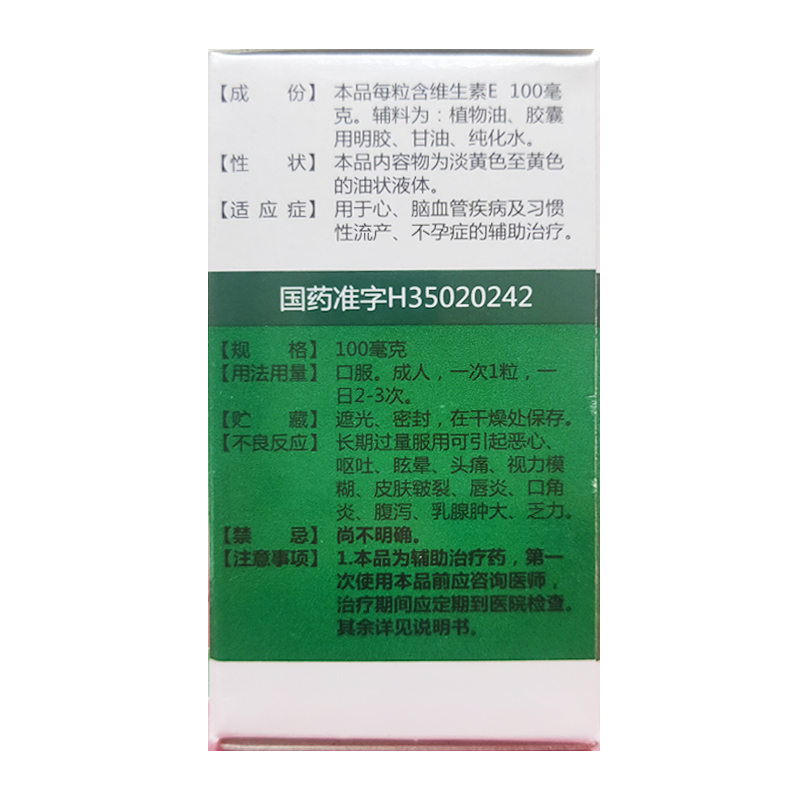 【成 份】 本品每粒含维生素E 100毫
克。辅料为：植物油、胶囊
用明胶、甘油、纯化水。
【性 状】 本品内容物为淡黄色至黄色
的油状液体。
【适应症】 用于心、脑血管疾病及习惯
性流产、不孕症的辅助治疗。
国药准字H35020242
【规 格】 100毫克
【用法用量】 口服。成人，一次1粒，一
日2-3次。
【贮 藏】 遮光、密封，在干燥处保存。
【不良反应】 长期过量服用可引起恶心、
呕吐、眩晕、头痛、视力模
糊、皮肤皲裂、唇炎、口角
炎、腹泻、乳腺肿大、乏力。
【禁 忌】 尚不明确。
【注意事项】 1.本品为辅助治疗药，第一
次使用本品前应咨询医师，
治疗期间应定期到医院检查。
其余详见说明书。